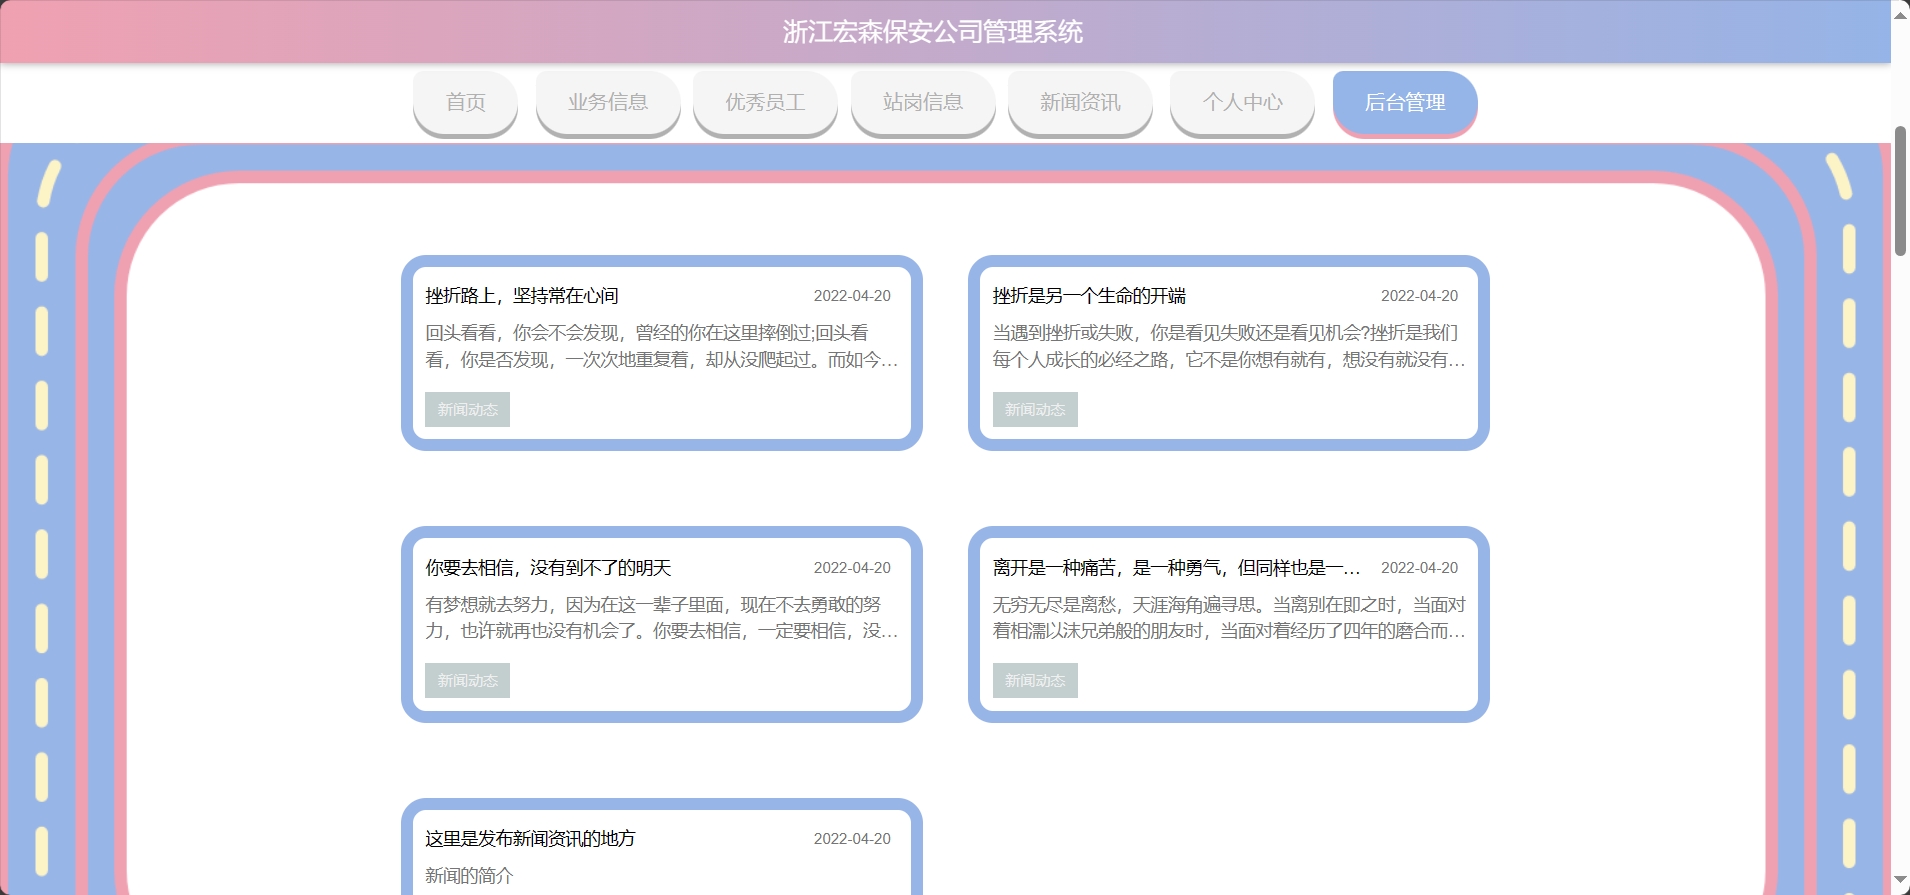 浙江宏森保安公司管理系统
首页 业务信息 优秀员工 站岗信息 新闻资讯 个人中心 后台管理
挫折路上，坚持常在心间 2022-04-20
回头看看，你会不会发现，曾经的你在这里摔倒过;回头看
看，你是否发现，一次次地重复着，却从没爬起过。而如今…
新闻动态
挫折是另一个生命的开端 2022-04-20
当遇到挫折或失败，你是看见失败还是看见机会?挫折是我们
每个人成长的必经之路，它不是你想有就有，想没有就没有…
新闻动态
你要去相信，没有到不了的明天 2022-04-20
有梦想就去努力，因为在这一辈子里面，现在不去勇敢的努
力，也许就再也没有机会了。你要去相信，一定要相信，没…
新闻动态
离开是一种痛苦，是一种勇气，但同样也是一… 2022-04-20
无穷无尽是离愁，天涯海角遍寻思。当离别在即之时，当面对
着相濡以沫兄弟般的朋友时，当面对着经历了四年的磨合而…
新闻动态
这里是发布新闻资讯的地方 2022-04-20
新闻的简介